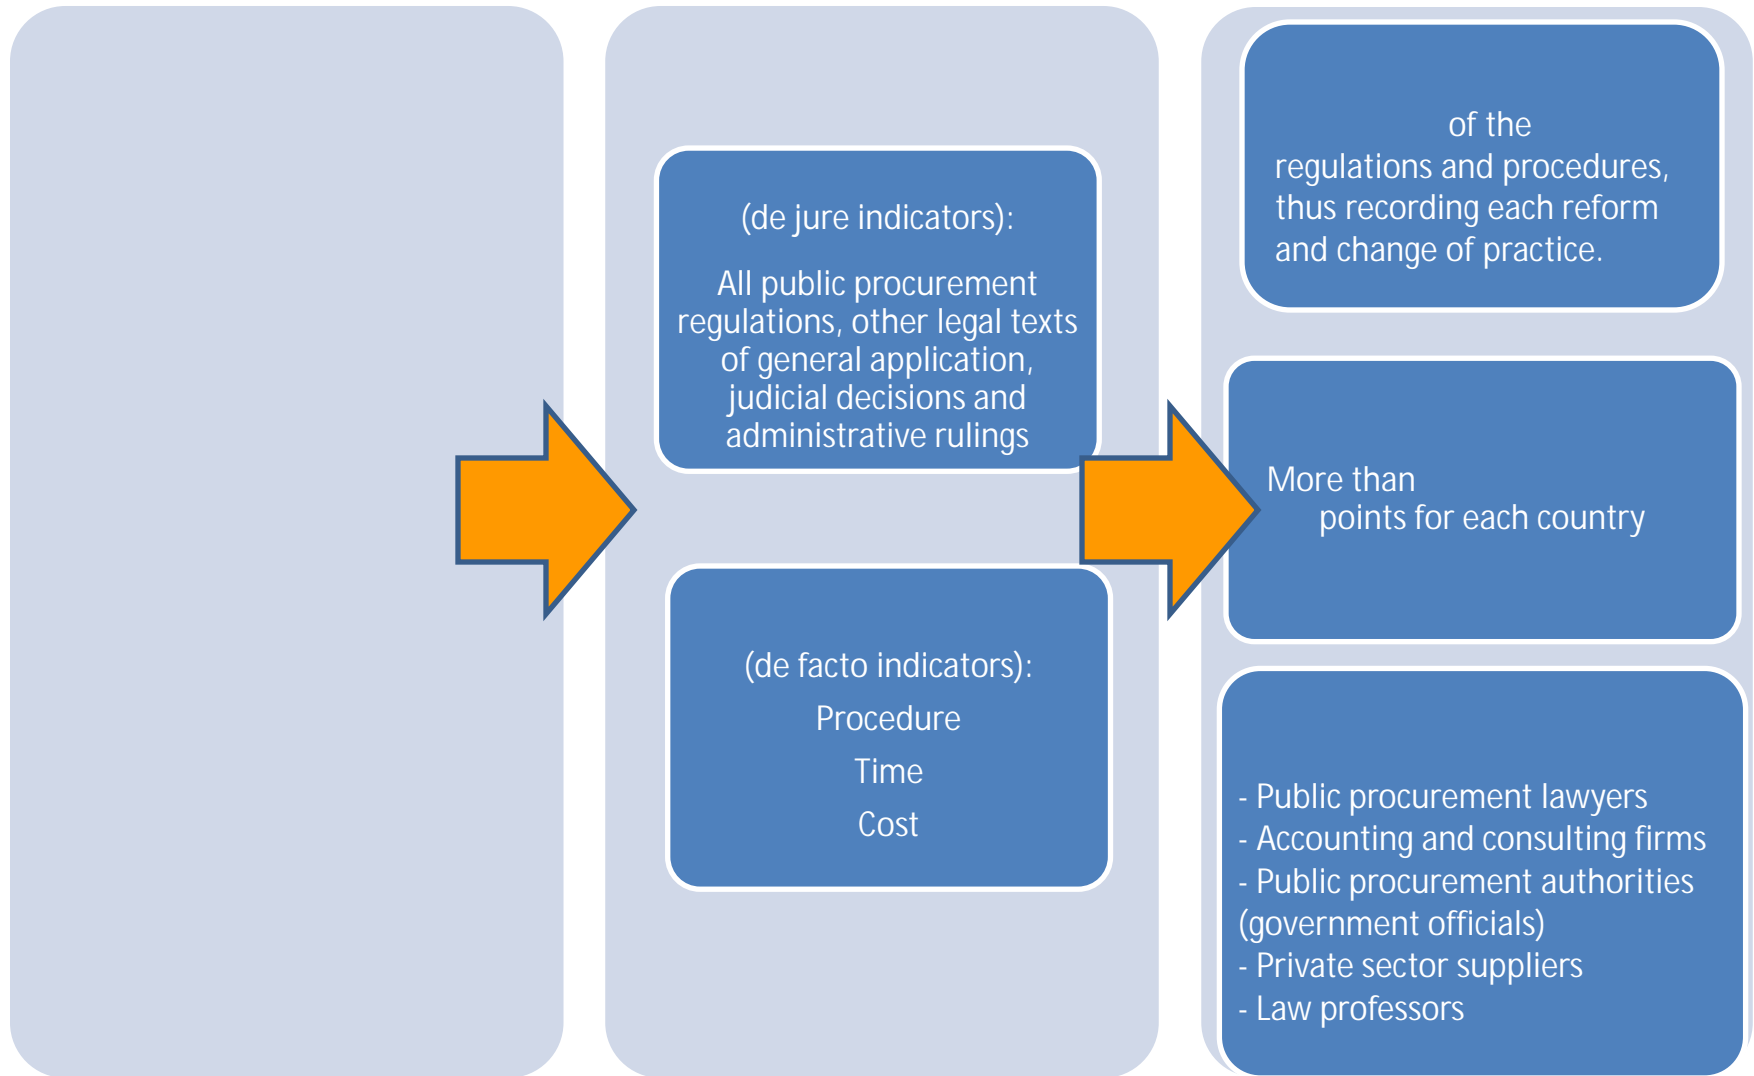 (de jure indicators):
All public procurement
regulations, other legal texts
of general application,
judicial decisions and
administrative rulings
(de facto indicators):
Procedure
Time
Cost
of the
regulations and procedures,
thus recording each reform
and change of practice.
More than
points for each country
- Public procurement lawyers
- Accounting and consulting firms
- Public procurement authorities
(government officials)
- Private sector suppliers
- Law professors